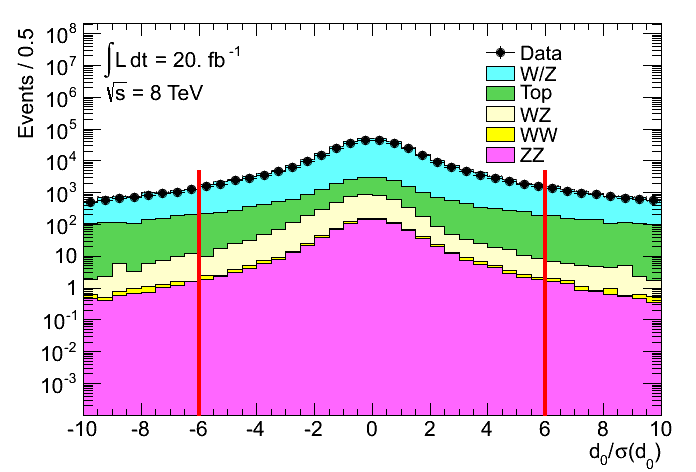 Events / 0.5
10⁸
10⁷
10⁶
10⁵
10⁴
10³
10²
10
1
10⁻¹
10⁻²
10⁻³
∫L dt = 20. fb⁻¹
√s = 8 TeV
Data
W/Z
Top
WZ
WW
ZZ
-10 -8 -6 -4 -2 0 2 4 6 8 10
d₀/σ(d₀)